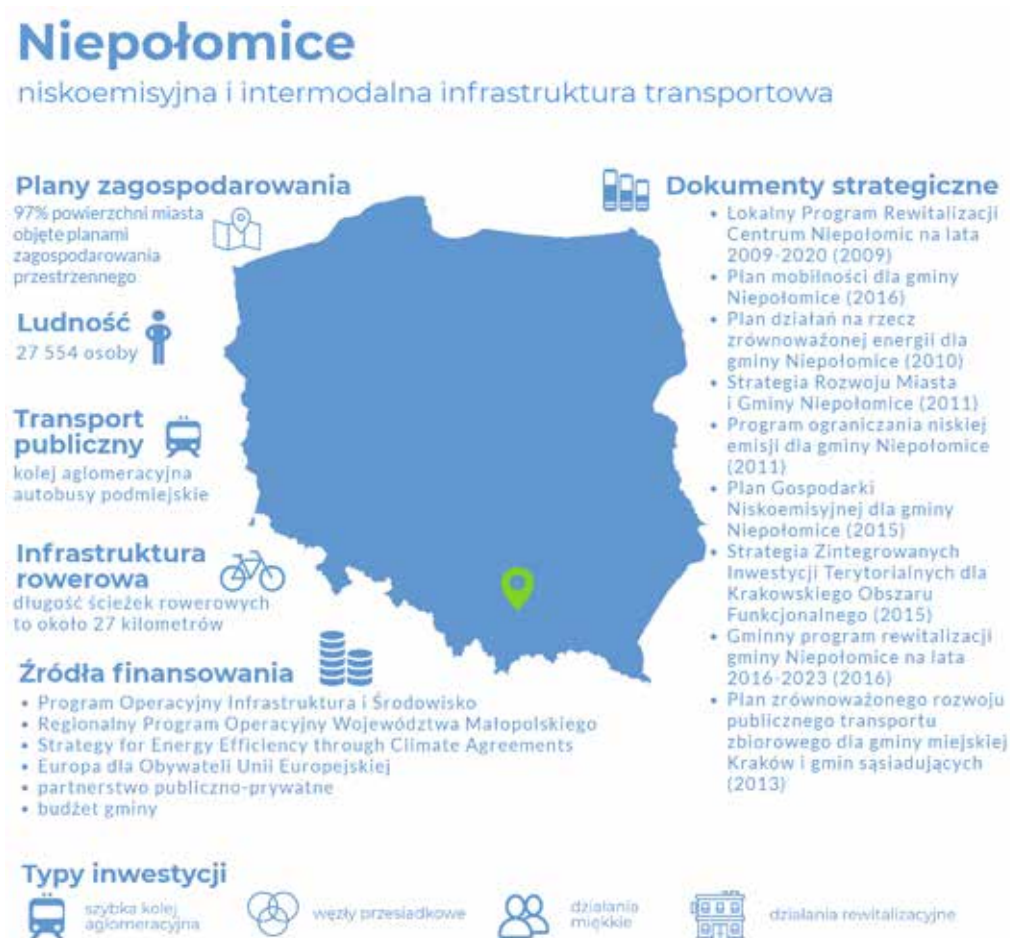 Niepołomice
niskoemisyjna i intermodalna infrastruktura transportowa
Plany zagospodarowania
97% powierzchni miasta
objęte planami
zagospodarowania
przestrzennego
Ludność
27 554 osoby
Transport
publiczny
kolej aglomeracyjna
autobusy podmiejskie
Infrastruktura
rowerowa
długość ścieżek rowerowych
to około 27 kilometrów
Źródła finansowania
• Program Operacyjny Infrastruktura i Środowisko
• Regionalny Program Operacyjny Województwa Małopolskiego
• Strategy for Energy Efficiency through Climate Agreements
• Europa dla Obywateli Unii Europejskiej
• partnerstwo publiczno-prywatne
• budżet gminy
Dokumenty strategiczne
• Lokalny Program Rewitalizacji
Centrum Niepołomic na lata
2009-2020 (2009)
• Plan mobilności dla gminy
Niepołomice (2016)
• Plan działań na rzecz
zrównoważonej energii dla
gminy Niepołomice (2010)
• Strategia Rozwoju Miasta
i Gminy Niepołomice (2011)
• Program ograniczania niskiej
emisji dla gminy Niepołomice
(2011)
• Plan Gospodarki
Niskoemisyjnej dla gminy
Niepołomice (2015)
• Strategia Zintegrowanych
Inwestycji Terytorialnych dla
Krakowskiego Obszaru
Funkcjonalnego (2015)
• Gminny program rewitalizacji
gminy Niepołomice na lata
2016-2023 (2016)
• Plan zrównoważonego rozwoju
publicznego transportu
zbiorowego dla gminy miejskiej
Kraków i gmin sąsiadujących
(2013)
Typy inwestycji
szybka kolej
aglomeracyjna
węzły przesiadkowe
działania
miękkie
działania rewitalizacyjne